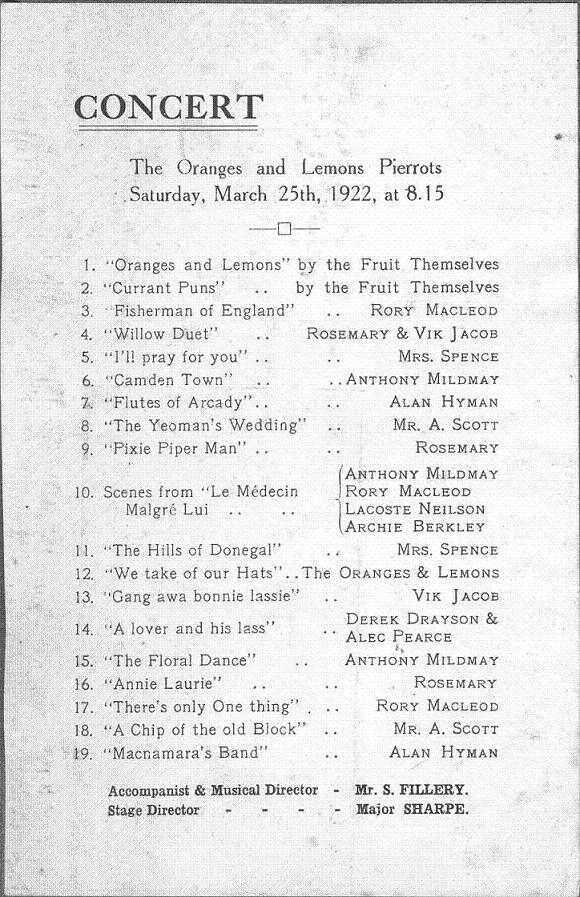 CONCERT
The Oranges and Lemons Pierrots
Saturday, March 25th, 1922, at 8.15
1. "Oranges and Lemons" by the Fruit Themselves
2. "Currant Puns" .. by the Fruit Themselves
3. "Fisherman of England" .. RORY MACLEOD
4. "Willow Duet" .. ROSEMARY & VIK JACOB
5. "I'll pray for you" .. .. MRS. SPENCE
6. "Camden Town" .. .. ANTHONY MILDMAY
7. "Flutes of Arcady" .. .. ALAN HYMAN
8. "The Yeoman's Wedding" .. MR. A. SCOTT
9. "Pixie Piper Man" .. .. ROSEMARY
10. Scenes from "Le Médecin
Malgré Lui .. ..
ANTHONY MILDMAY
RORY MACLEOD
LACOSTE NEILSON
ARCHIE BERKLEY
11. "The Hills of Donegal" .. MRS. SPENCE
12. "We take of our Hats" .. The ORANGES & LEMONS
13. "Gang awa bonnie lassie" .. VIK JACOB
14. "A lover and his lass" .. DEREK DRAYSON &
ALEC PEARCE
15. "The Floral Dance" .. ANTHONY MILDMAY
16. "Annie Laurie" .. .. ROSEMARY
17. "There's only One thing" . .. RORY MACLEOD
18. "A Chip of the old Block" .. MR. A. SCOTT
19. "Macnamara's Band" .. ALAN HYMAN
Accompanist & Musical Director - Mr. S. FILLERY.
Stage Director - - - - Major SHARPE.